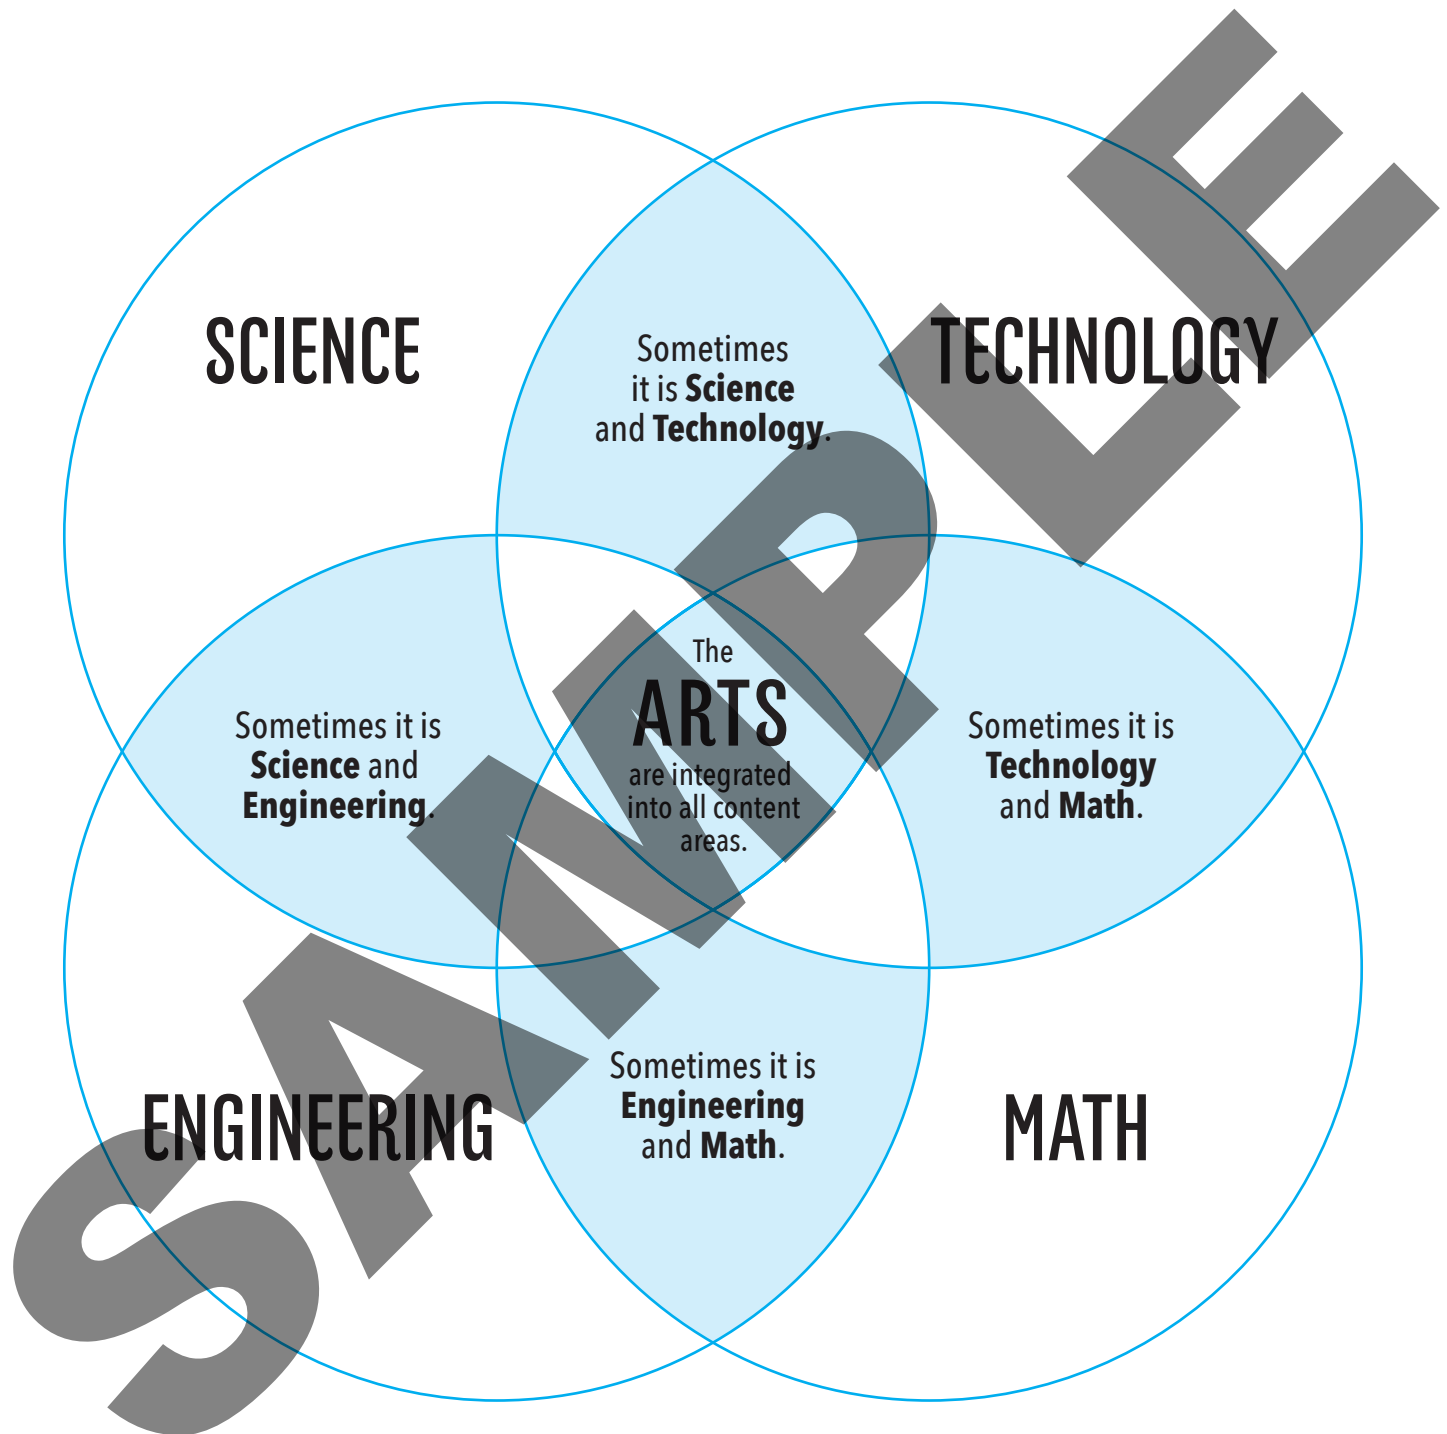 SCIENCE
TECHNOLOGY
Sometimes
it is Science
and Technology.
Sometimes it is
Science and
Engineering.
The
ARTS
are integrated
into all content
areas.
Sometimes it is
Technology
and Math.
Sometimes it is
Engineering
and Math.
ENGINEERING
MATH
SAMPLE